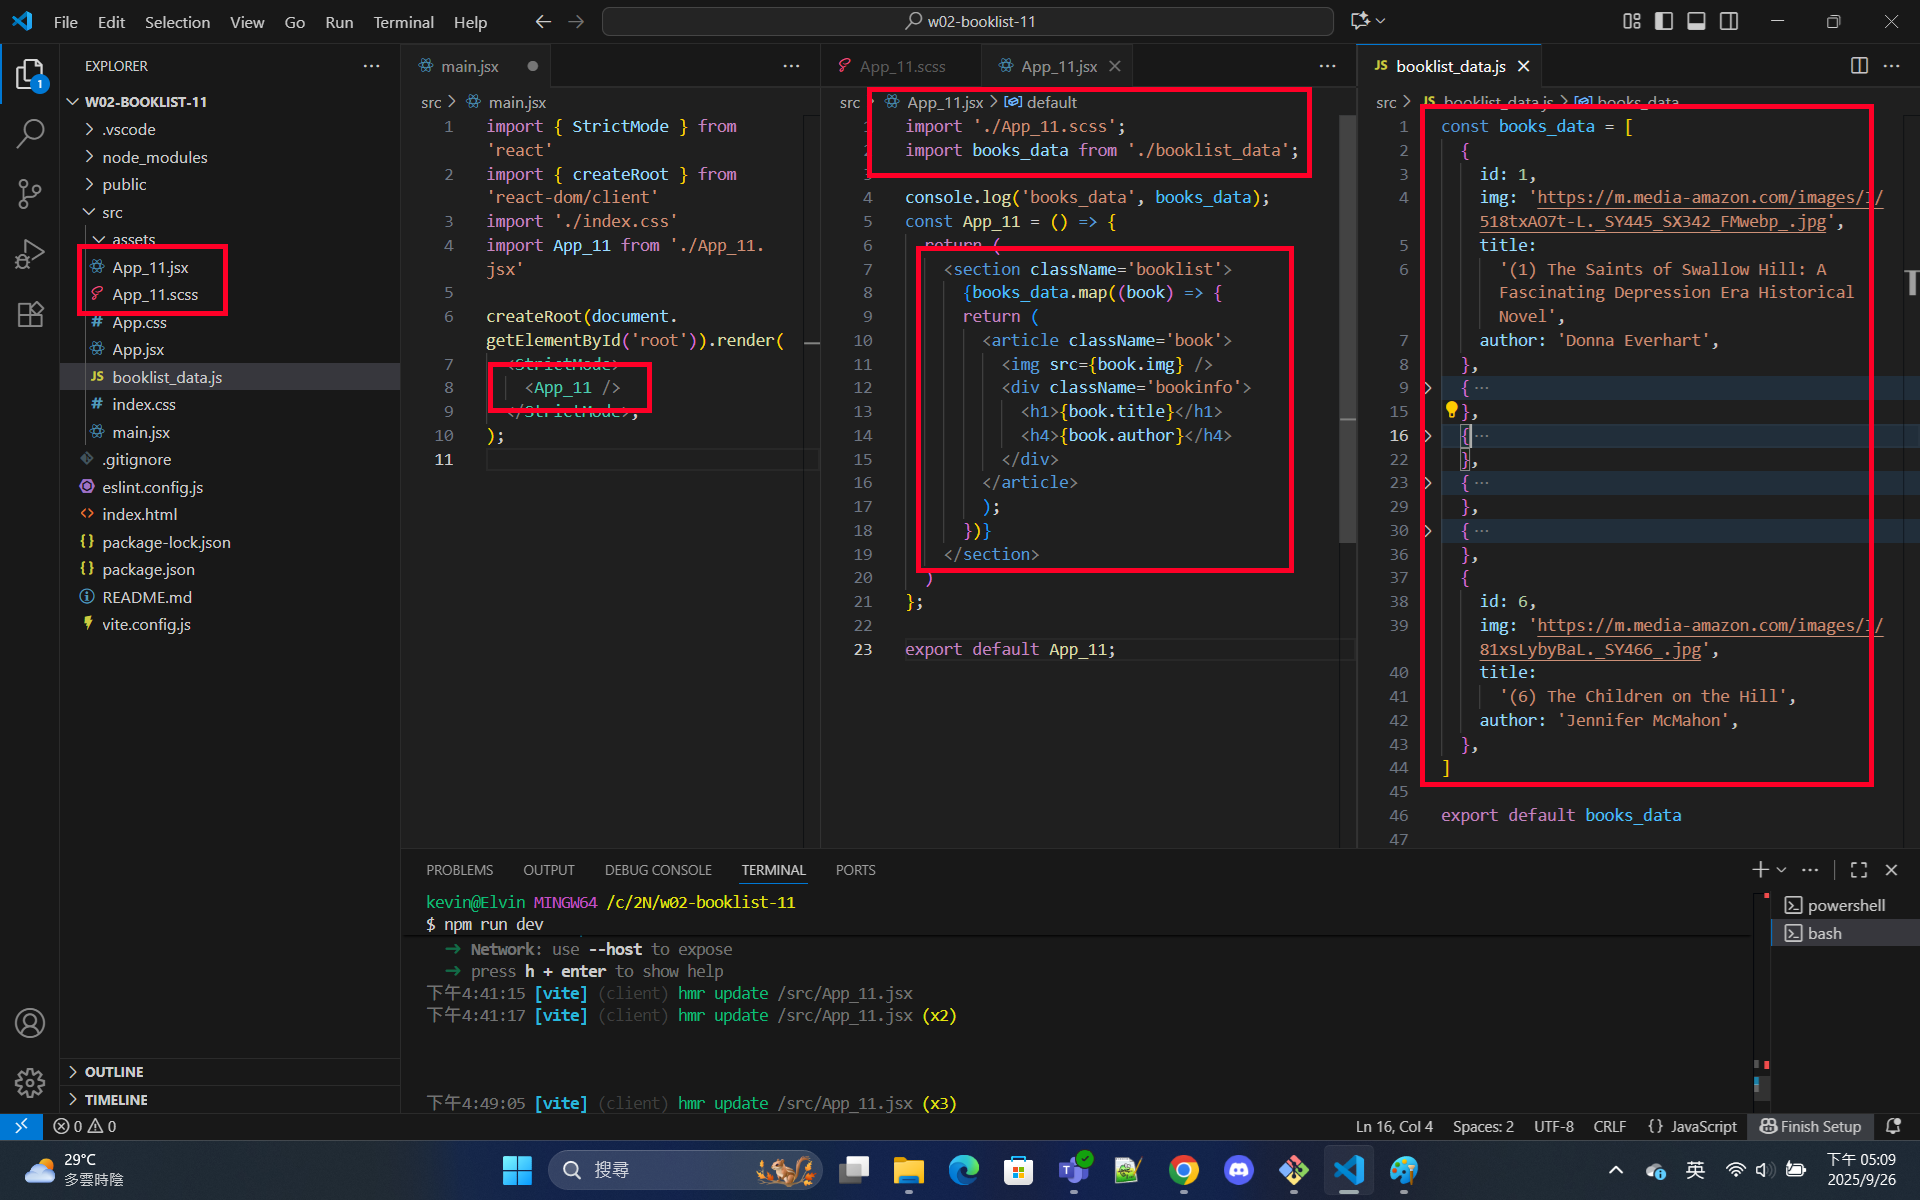 File Edit Selection View Go Run Terminal Help
w02-booklist-11
EXPLORER
1
W02-BOOKLIST-11
.vscode
node_modules
public
src
assets
App_11.jsx
App_11.scss
App.css
App.jsx
JS booklist_data.js
index.css
main.jsx
.gitignore
eslint.config.js
index.html
package-lock.json
package.json
README.md
vite.config.js
OUTLINE
TIMELINE
main.jsx
src > main.jsx
1 import { StrictMode } from
'react'
2 import { createRoot } from
'react-dom/client'
3 import './index.css'
4 import App_11 from './App_11.
jsx'
5
6 createRoot(document.
getElementById('root')).render(
7 <StrictMode>
8 <App_11 />
9 </StrictMode>,
10 );
11
App_11.scss App_11.jsx
src > App_11.jsx > default
1 import './App_11.scss';
2 import books_data from './booklist_data';
3
4 console.log('books_data', books_data);
5 const App_11 = () => {
6 return (
7 <section className='booklist'>
8 {books_data.map((book) => {
9 return (
10 <article className='book'>
11 <img src={book.img} />
12 <div className='bookinfo'>
13 <h1>{book.title}</h1>
14 <h4>{book.author}</h4>
15 </div>
16 </article>
17 );
18 })}
19 </section>
20 )
21 };
22
23 export default App_11;
JS booklist_data.js
src > JS booklist_data.js > books_data
1 const books_data = [
2 {
3 id: 1,
4 img: 'https://m.media-amazon.com/images/I/
518txAO7t-L._SY445_SX342_FMwebp_.jpg',
5 title:
6 '(1) The Saints of Swallow Hill: A
Fascinating Depression Era Historical
Novel',
7 author: 'Donna Everhart',
8 },
9 { ···
15 },
16 { ···
22 },
23 { ···
29 },
30 { ···
36 },
37 {
38 id: 6,
39 img: 'https://m.media-amazon.com/images/I/
81xsLybyBaL._SY466_.jpg',
40 title:
41 '(6) The Children on the Hill',
42 author: 'Jennifer McMahon',
43 },
44 ]
45
46 export default books_data
47
PROBLEMS OUTPUT DEBUG CONSOLE TERMINAL PORTS
kevin@Elvin MINGW64 /c/2N/w02-booklist-11
$ npm run dev
➜ Network: use --host to expose
➜ press h + enter to show help
下午4:41:15 [vite] (client) hmr update /src/App_11.jsx
下午4:41:17 [vite] (client) hmr update /src/App_11.jsx (x2)
下午4:49:05 [vite] (client) hmr update /src/App_11.jsx (x3)
powershell
bash
0 0
Ln 16, Col 4 Spaces: 2 UTF-8 CRLF {} JavaScript Finish Setup
29°C
多雲時陰
搜尋
英
下午 05:09
2025/9/26